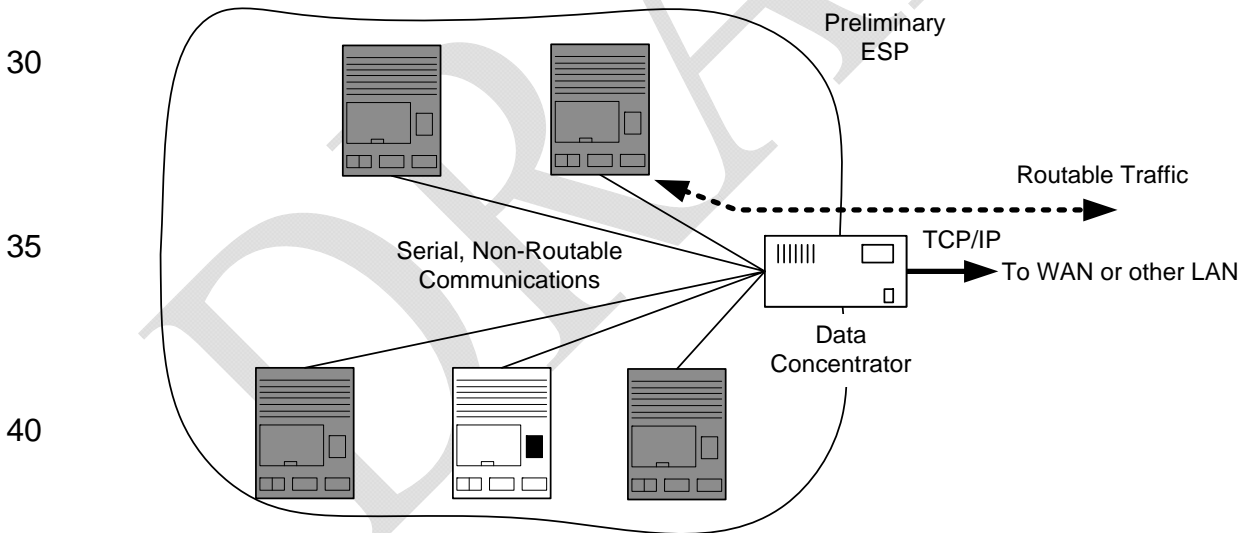 Preliminary
ESP
30
Routable Traffic
35
TCP/IP
Serial, Non-Routable
Communications
To WAN or other LAN
Data
Concentrator
40
DRA